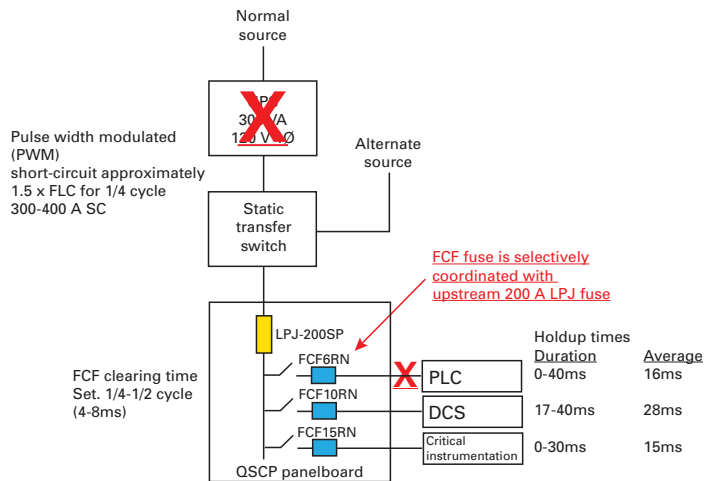 Normal
source
120 V 1Ø
Pulse width modulated
(PWM)
short-circuit approximately
1.5 x FLC for 1/4 cycle
300-400 A SC
Alternate
source
Static
transfer
switch
FCF fuse is selectively
coordinated with
upstream 200 A LPJ fuse
LPJ-200SP
FCF clearing time
Set. 1/4-1/2 cycle
(4-8ms)
Holdup times
Duration Average
FCF6RN
X PLC 0-40ms 16ms
FCF10RN
DCS 17-40ms 28ms
FCF15RN
Critical
instrumentation 0-30ms 15ms
QSCP panelboard